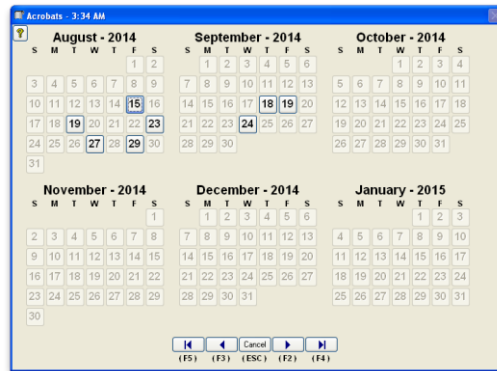 Acrobats - 3:34 AM
?
August - 2014
S M T W T F S
1 2
3 4 5 6 7 8 9
10 11 12 13 14 15 16
17 18 19 20 21 22 23
24 25 26 27 28 29 30
31
September - 2014
S M T W T F S
1 2 3 4 5 6
7 8 9 10 11 12 13
14 15 16 17 18 19 20
21 22 23 24 25 26 27
28 29 30
October - 2014
S M T W T F S
1 2 3 4
5 6 7 8 9 10 11
12 13 14 15 16 17 18
19 20 21 22 23 24 25
26 27 28 29 30 31
November - 2014
S M T W T F S
1
2 3 4 5 6 7 8
9 10 11 12 13 14 15
16 17 18 19 20 21 22
23 24 25 26 27 28 29
30
December - 2014
S M T W T F S
1 2 3 4 5 6
7 8 9 10 11 12 13
14 15 16 17 18 19 20
21 22 23 24 25 26 27
28 29 30 31
January - 2015
S M T W T F S
1 2 3
4 5 6 7 8 9 10
11 12 13 14 15 16 17
18 19 20 21 22 23 24
25 26 27 28 29 30 31
Cancel
(F5) (F3) (ESC) (F2) (F4)